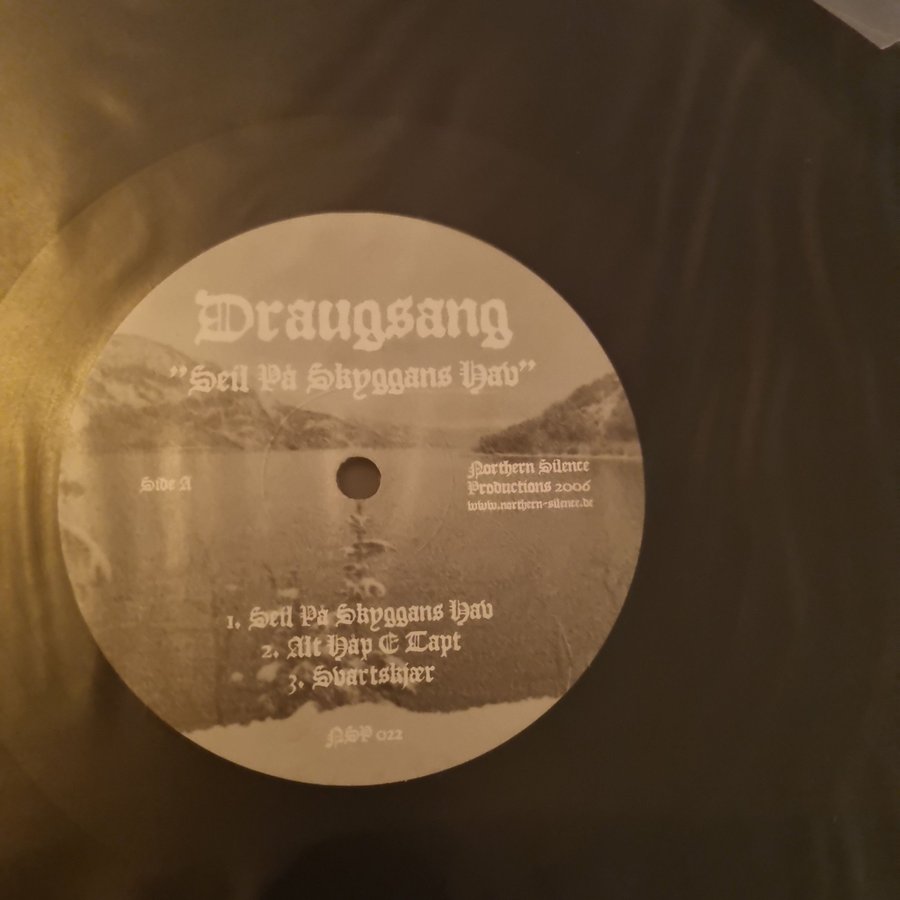 Draugsang
"Seil På Skyggans Hav"
Side A
Northern Silence
Productions 2006
www.northern-silence.de
1. Seil På Skyggans Hav
2. Alt Håp E Tapt
3. Svartskjær
NSP 022